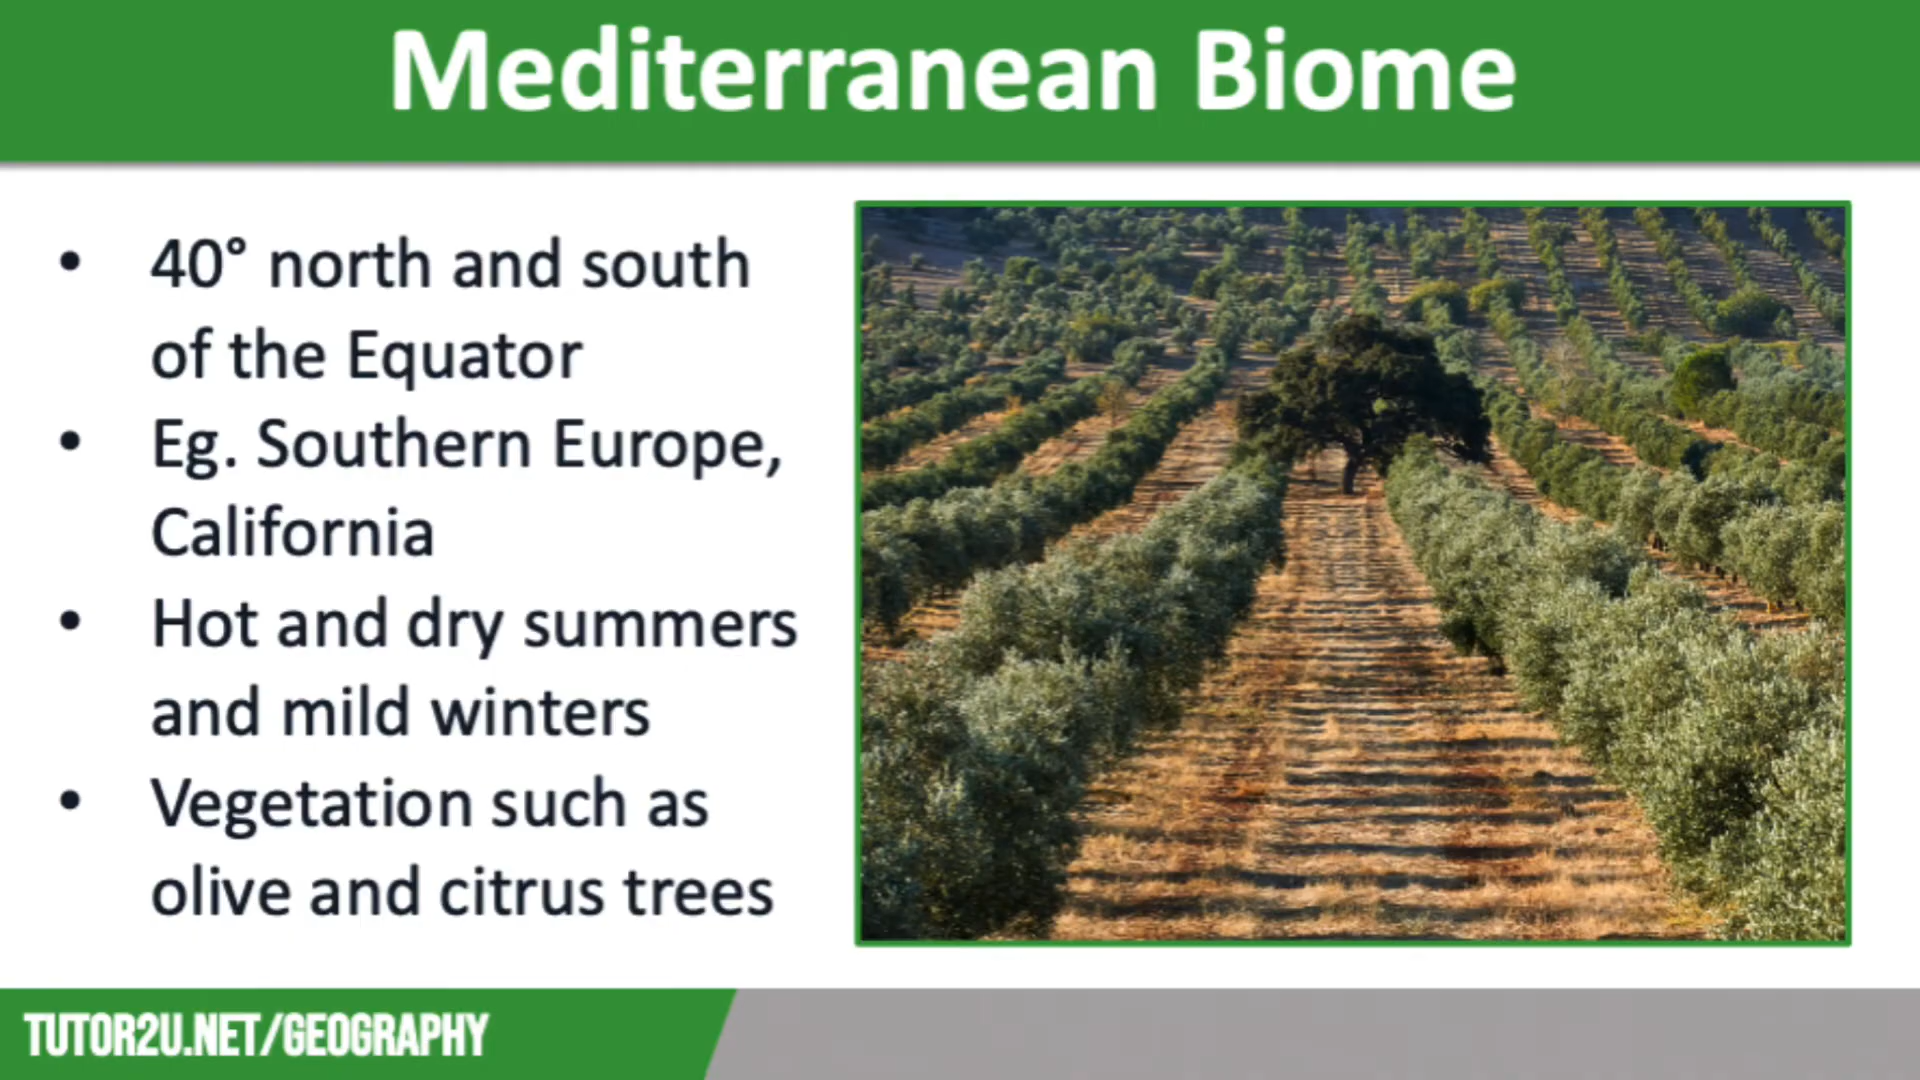 Mediterranean Biome
• 40° north and south
of the Equator
• Eg. Southern Europe,
California
• Hot and dry summers
and mild winters
• Vegetation such as
olive and citrus trees
TUTOR2U.NET/GEOGRAPHY